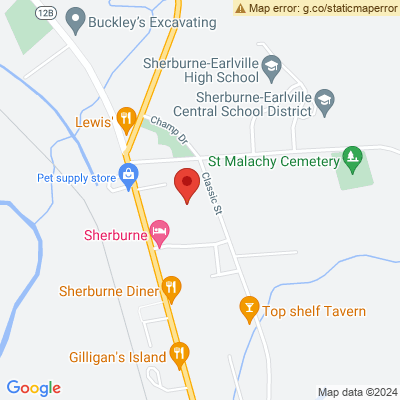 Map error: g.co/staticmaperror
12B
Buckley's Excavating
Sherburne-Earlville
High School
Sherburne-Earlville
Central School District
Lewis'
Champ Dr
St Malachy Cemetery
Pet supply store
Classic St
Sherburne
Sherburne Diner
Top shelf Tavern
Gilligan's Island
Google
Map data ©2024